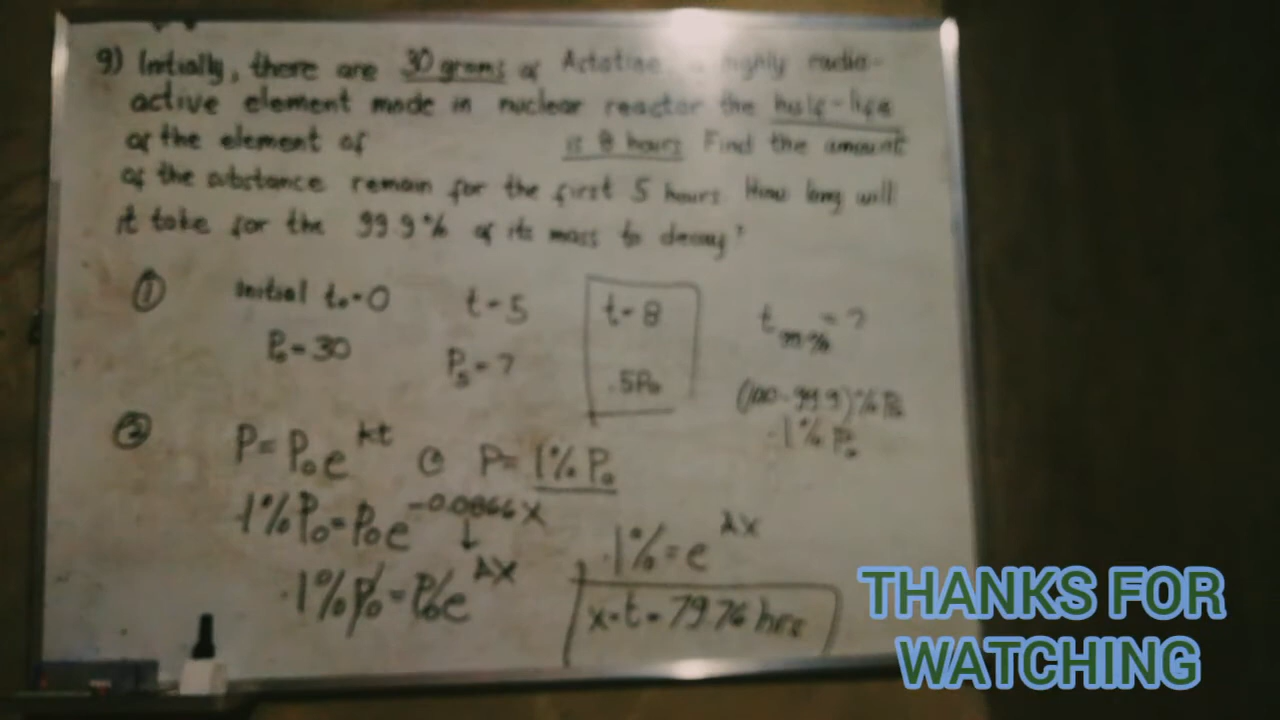 9) Initially, there are 30 grams of Actatine highly radio-
active element made in nuclear reactor the half-life
of the element of is 8 hours Find the amount
of the substance remain for the first 5 hours. How long will
it take for the 99.9% of its mass to decay?
① initial t₀=0 t=5 t=8 t =?
P₀=30 P₅=? .5P₀ (100-99.9)%P₀
.1% P₀
② P=P₀e^kt @ P= .1% P₀
.1%P₀=P₀e^-0.0866x
.1%P₀=P₀e^Ax .1%=e^Ax
x=t=79.76 hrs
THANKS FOR
WATCHING